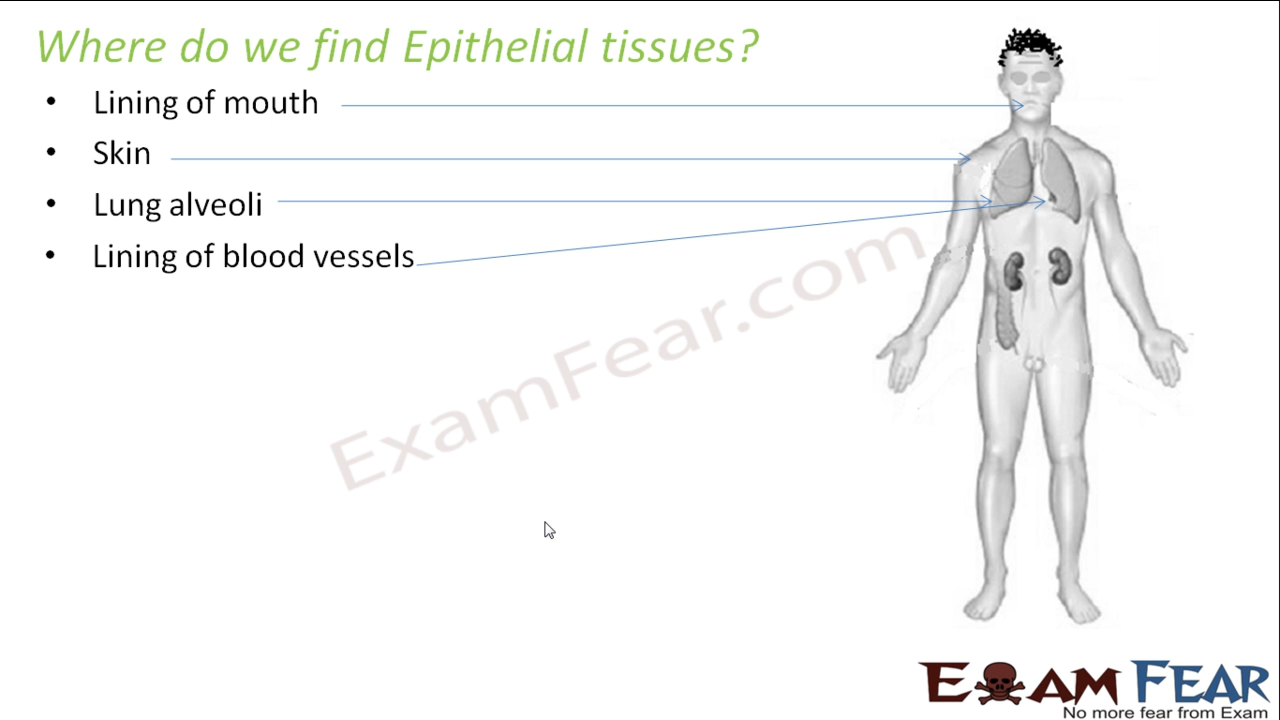 Where do we find Epithelial tissues?
• Lining of mouth
• Skin
• Lung alveoli
• Lining of blood vessels
ExamFear.com
EXAM FEAR
No more fear from Exam